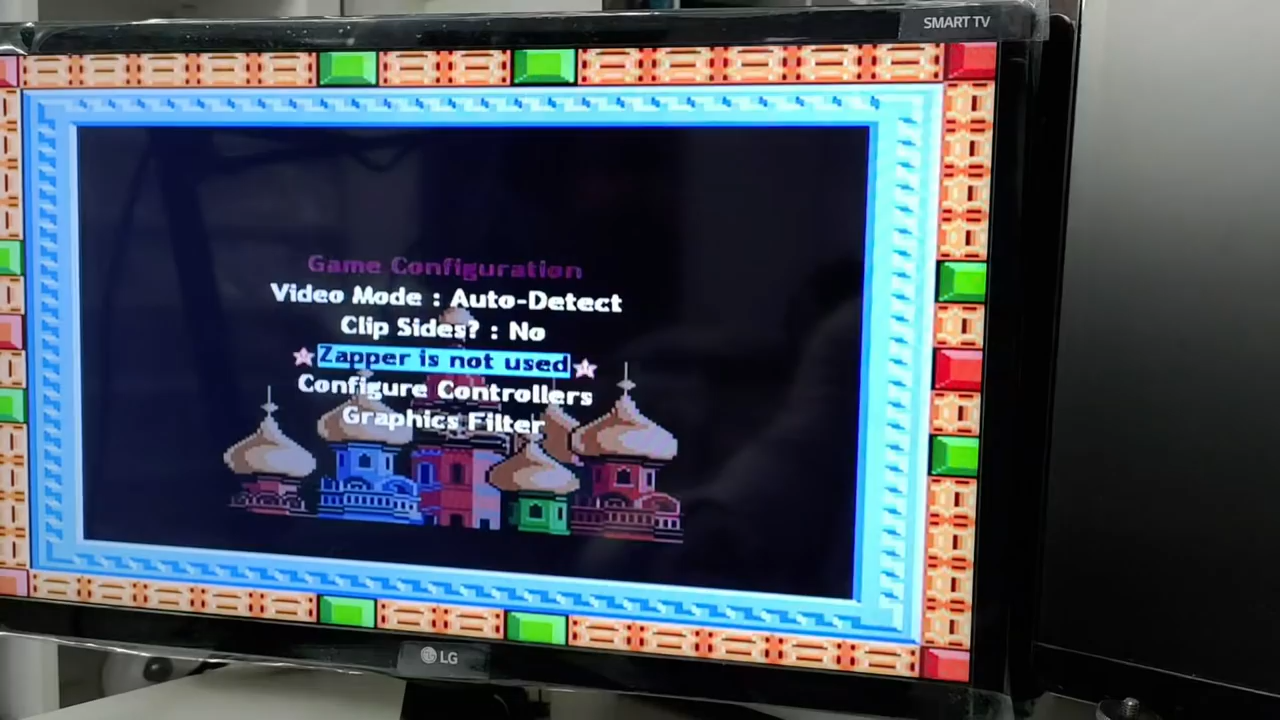 SMART TV
Game Configuration
Video Mode : Auto-Detect
Clip Sides? : No
Zapper is not used
Configure Controllers
Graphics Filter
LG